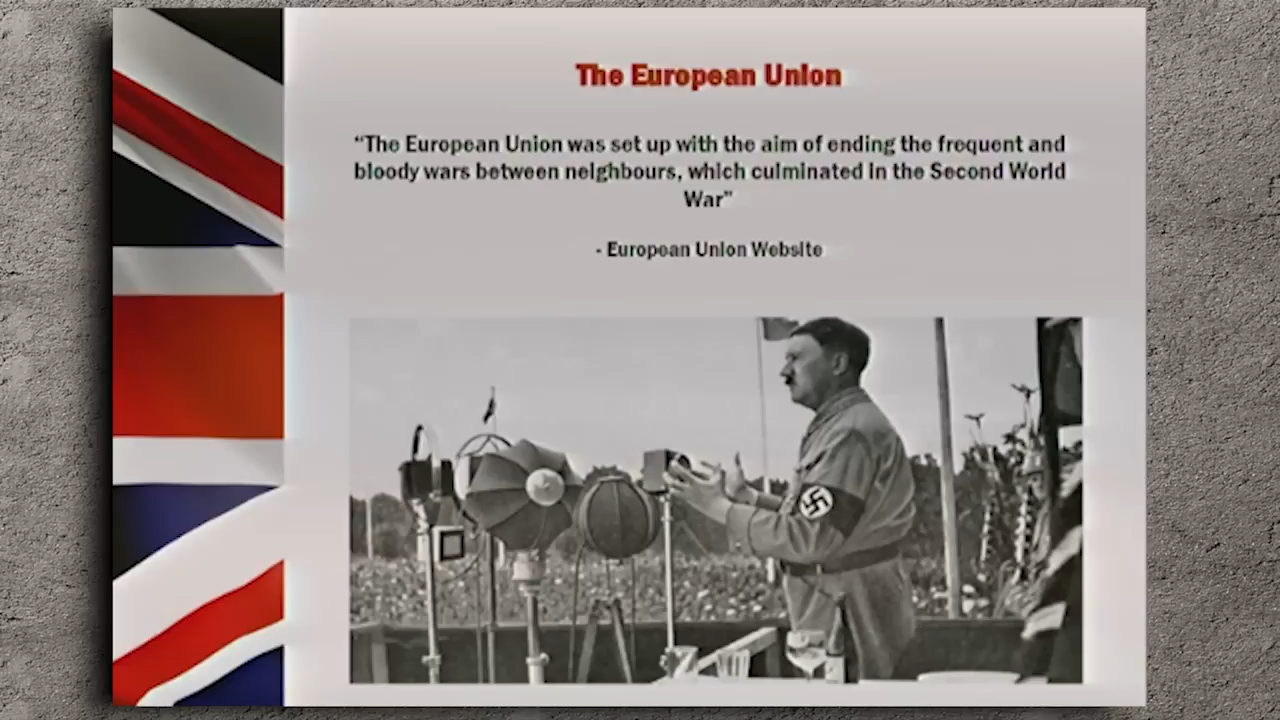 The European Union
“The European Union was set up with the aim of ending the frequent and
bloody wars between neighbours, which culminated in the Second World
War”
- European Union Website